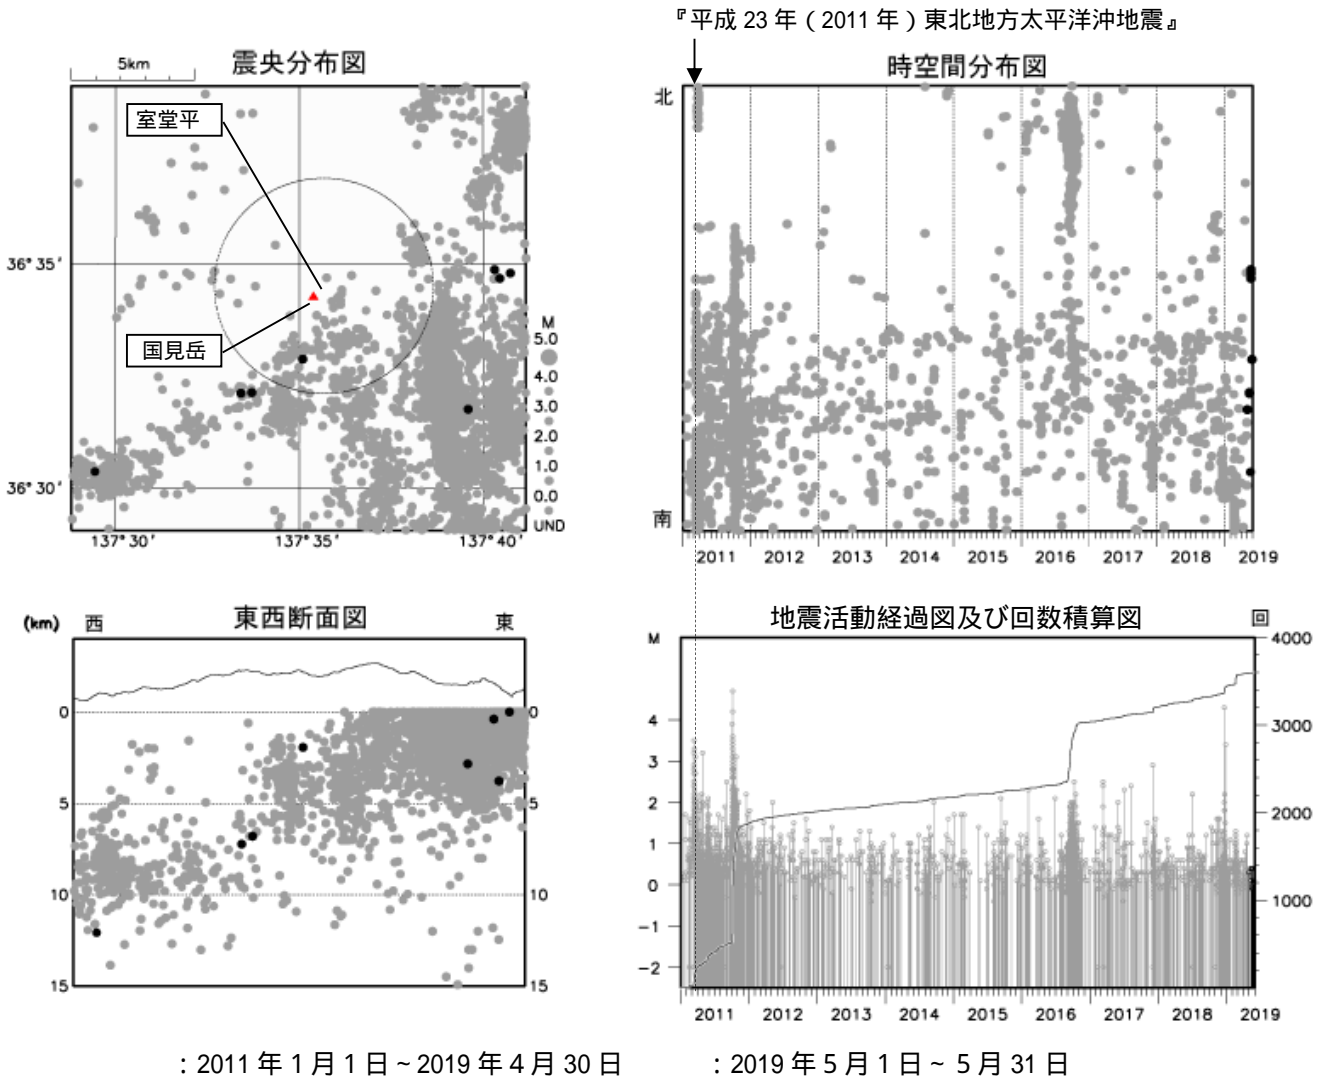 『平成 23 年（2011 年）東北地方太平洋沖地震』
震央分布図
5km
室堂平
国見岳
36°35′
36°30′
137°30′
137°35′
137°40′
M
5.0
4.0
3.0
2.0
1.0
0.0
UND
時空間分布図
北
南
2011 2012 2013 2014 2015 2016 2017 2018 2019
東西断面図
(km) 西 東
0 0
5 5
10 10
15 15
地震活動経過図及び回数積算図
M 回
4
3
2
1
0
-1
-2
4000
3000
2000
1000
2011 2012 2013 2014 2015 2016 2017 2018 2019
：2011 年 1 月 1 日～2019 年 4 月 30 日 ：2019 年 5 月 1 日～ 5 月 31 日